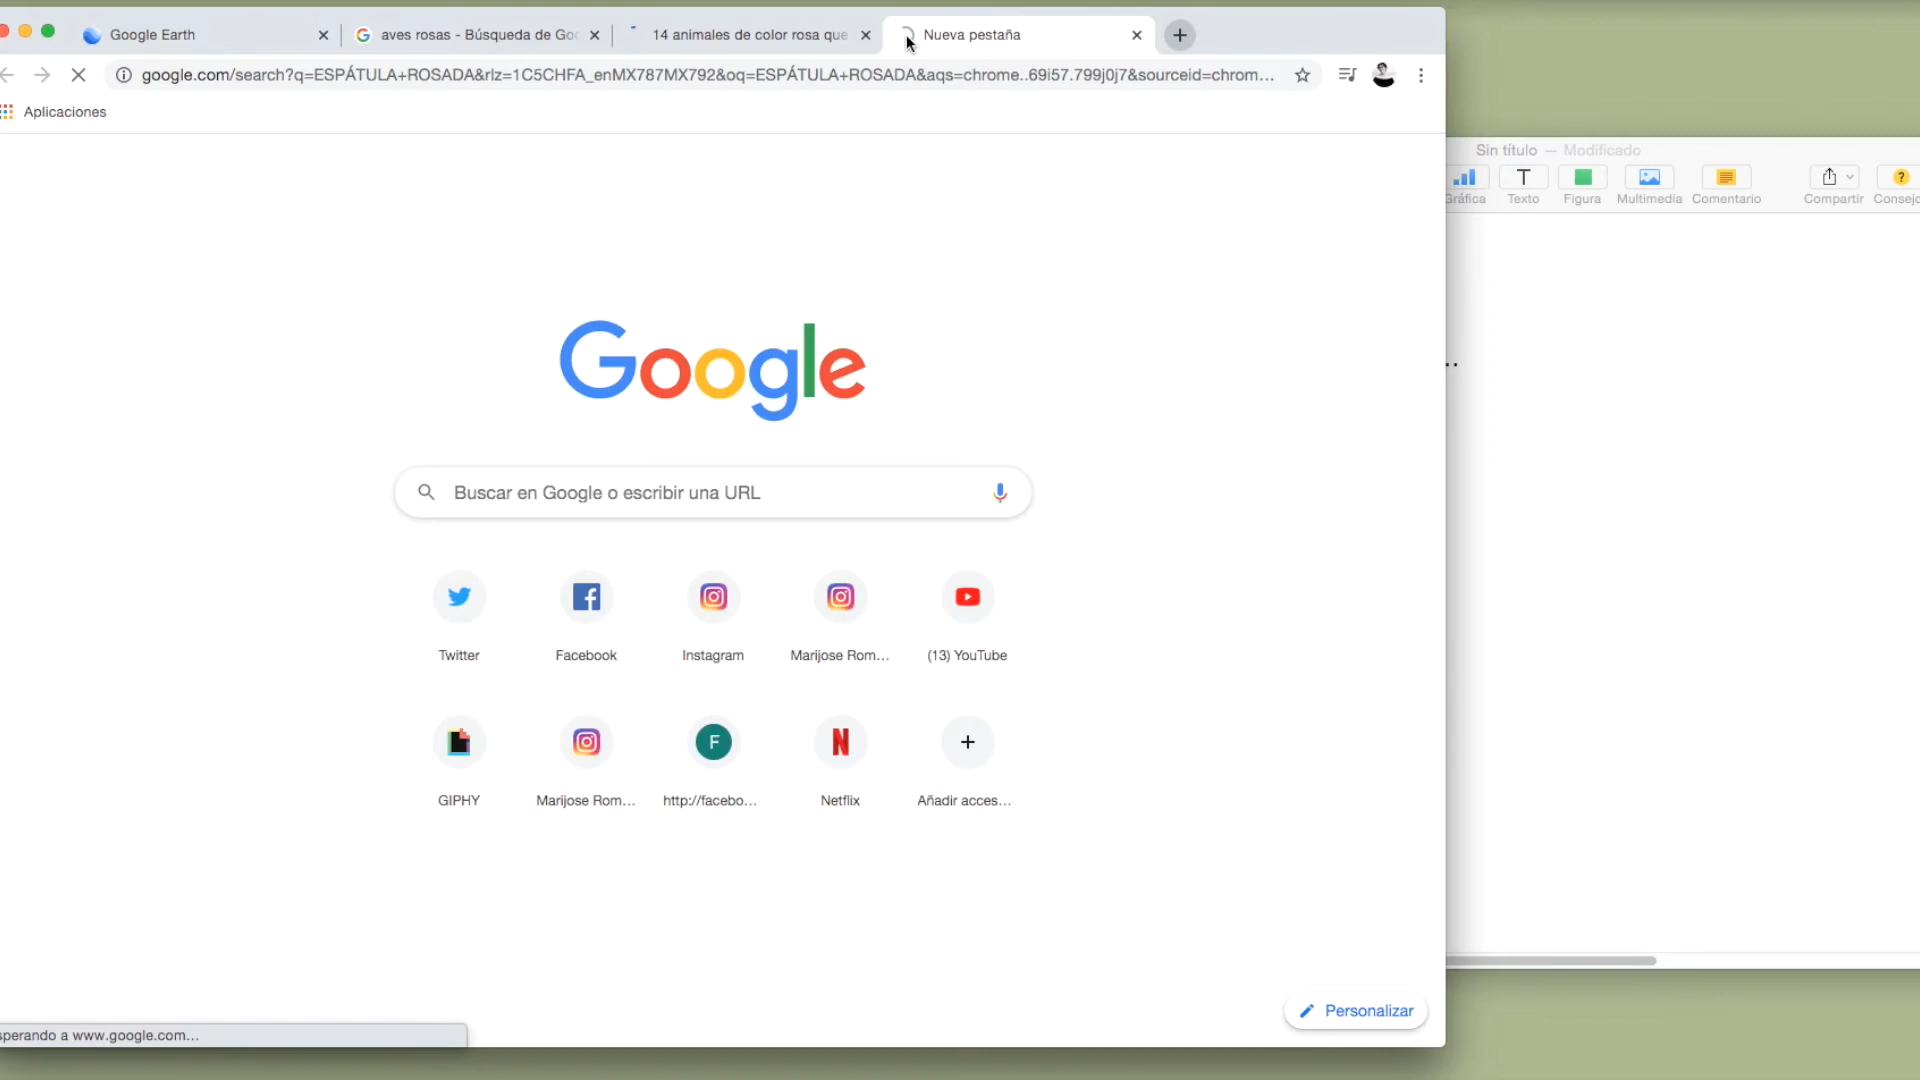 Google Earth
aves rosas - Búsqueda de Goo
14 animales de color rosa que
Nueva pestaña
google.com/search?q=ESPÁTULA+ROSADA&rlz=1C5CHFA_enMX787MX792&oq=ESPÁTULA+ROSADA&aqs=chrome..69i57.799j0j7&sourceid=chrom...
Aplicaciones
Sin título — Modificado
Gráfica
Texto
Figura
Multimedia
Comentario
Compartir
Consejo
..
Google
Buscar en Google o escribir una URL
Twitter
Facebook
Instagram
Marijose Rom...
(13) YouTube
GIPHY
Marijose Rom...
F
http://facebo...
N
Netflix
Añadir acces...
Personalizar
sperando a www.google.com...